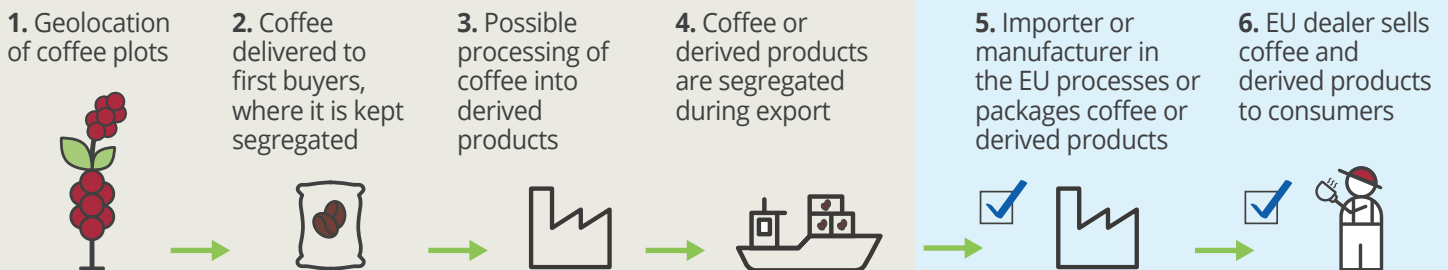 1. Geolocation
of coffee plots
2. Coffee
delivered to
first buyers,
where it is kept
segregated
3. Possible
processing of
coffee into
derived
products
4. Coffee or
derived products
are segregated
during export
5. Importer or
manufacturer in
the EU processes or
packages coffee or
derived products
6. EU dealer sells
coffee and
derived products
to consumers